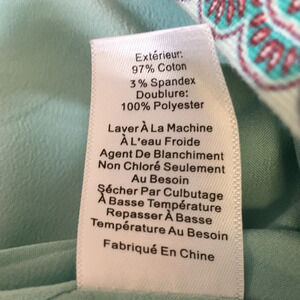 Extérieur:
97% Coton
3% Spandex
Doublure:
100% Polyester
Laver À La Machine
À L'eau Froide
Agent De Blanchiment
Non Chloré Seulement
Au Besoin
Sécher Par Culbutage
À Basse Température
Repasser À Basse
Température Au Besoin
Fabriqué En Chine